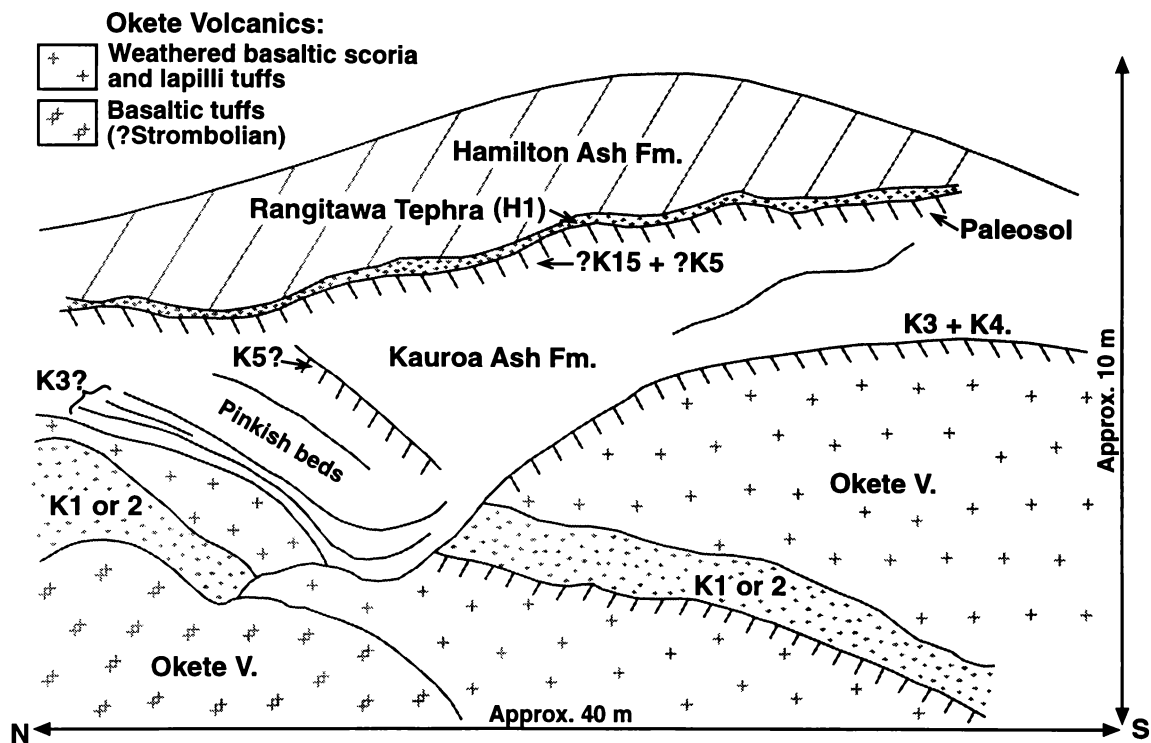 Okete Volcanics:
Weathered basaltic scoria
and lapilli tuffs
Basaltic tuffs
(?Strombolian)
Hamilton Ash Fm.
Rangitawa Tephra (H1)
Paleosol
?K15 + ?K5
K3 + K4.
K5?
Kauroa Ash Fm.
K3?
Pinkish beds
Approx. 10 m
Okete V.
K1 or 2
K1 or 2
Okete V.
Approx. 40 m
N
S